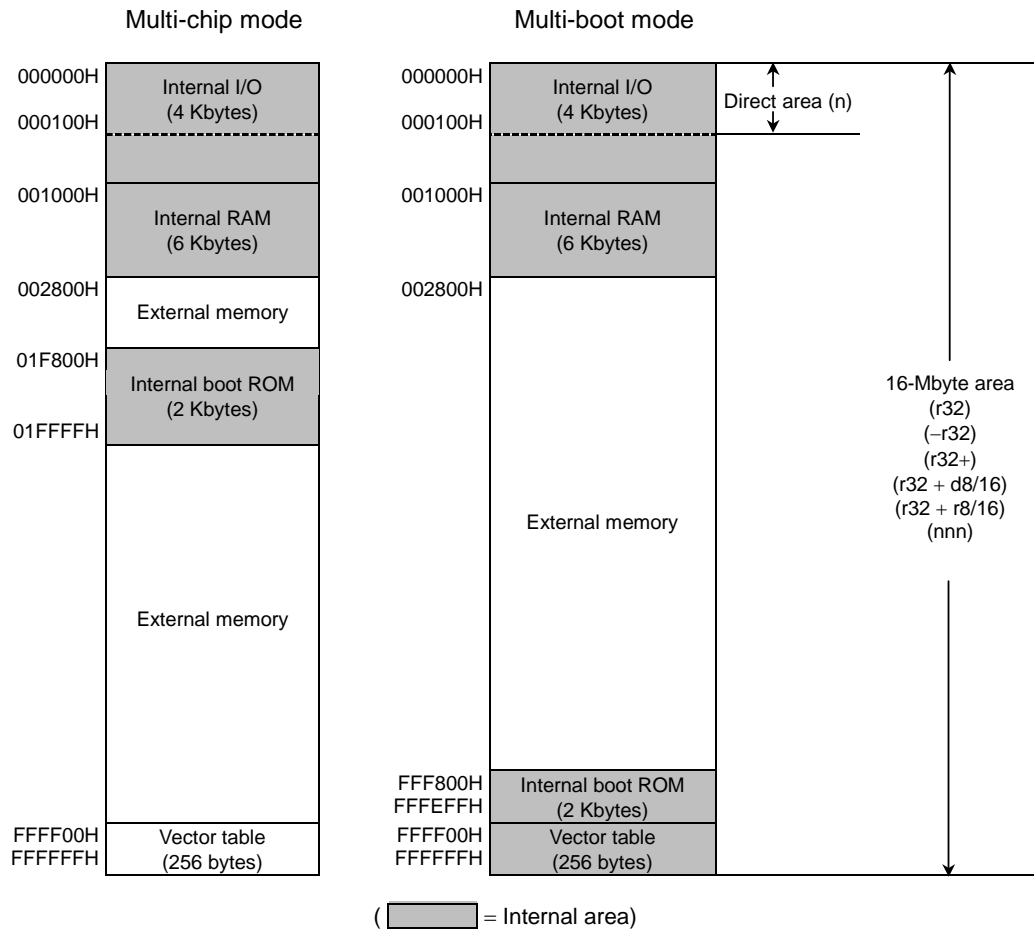 Multi-chip mode
000000H
Internal I/O
(4 Kbytes)
000100H
001000H
Internal RAM
(6 Kbytes)
002800H
External memory
01F800H
Internal boot ROM
(2 Kbytes)
01FFFFH
External memory
FFFF00H
FFFFFFH
Vector table
(256 bytes)
Multi-boot mode
000000H
Internal I/O
(4 Kbytes)
000100H
001000H
Internal RAM
(6 Kbytes)
002800H
External memory
FFF800H
FFFEFFH
Internal boot ROM
(2 Kbytes)
FFFF00H
FFFFFFH
Vector table
(256 bytes)
Direct area (n)
16-Mbyte area
(r32)
(−r32)
(r32+)
(r32 + d8/16)
(r32 + r8/16)
(nnn)
( = Internal area)